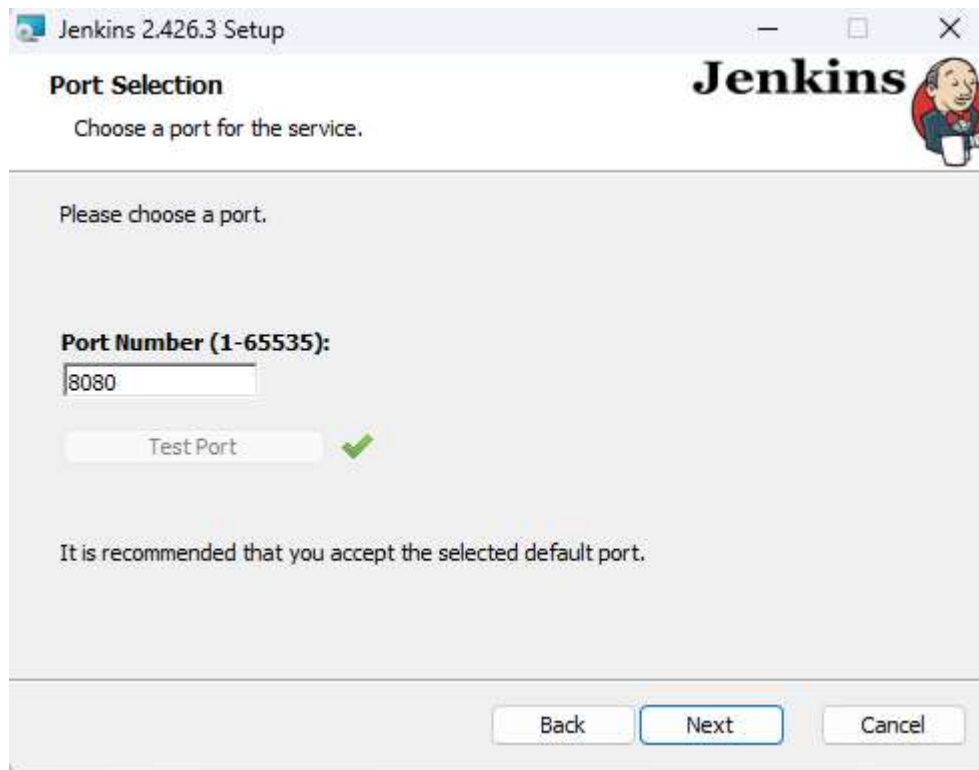 Jenkins 2.426.3 Setup
Port Selection
Jenkins
Choose a port for the service.
Please choose a port.
Port Number (1-65535):
8080
Test Port
It is recommended that you accept the selected default port.
Back Next Cancel